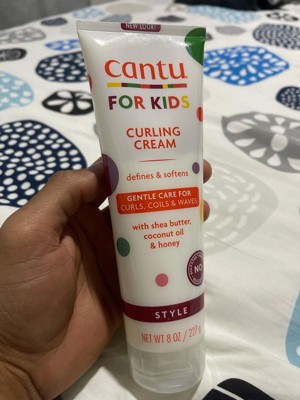 NEW LOOK!
cantu
FOR KIDS
CURLING
CREAM
defines & softens
GENTLE CARE FOR
CURLS, COILS & WAVES
with shea butter,
coconut oil
& honey
NO
STYLE
NET WT 8 OZ / 227 g